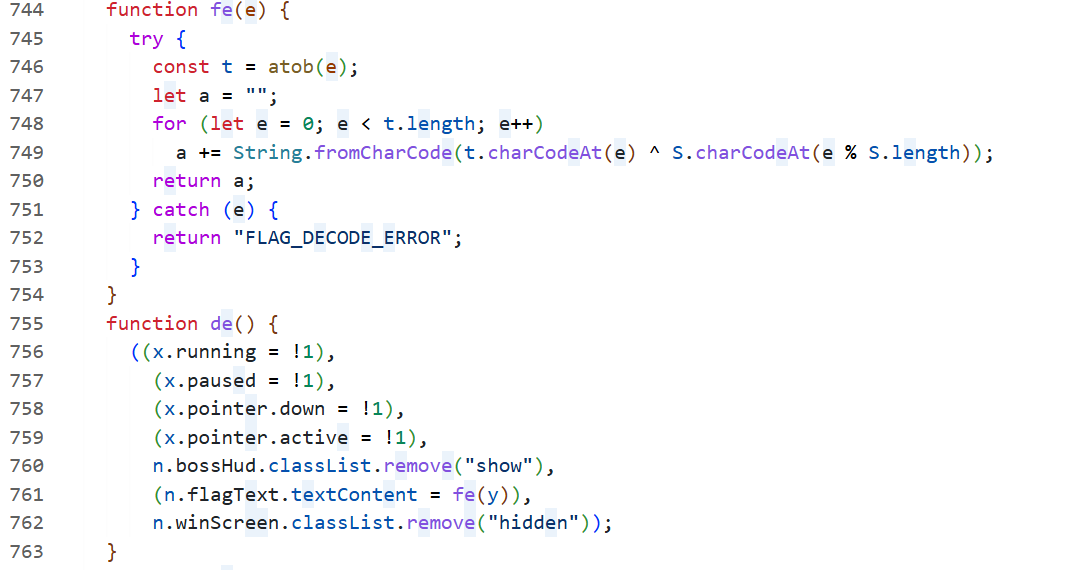 744 function fe(e) {
745 try {
746 const t = atob(e);
747 let a = "";
748 for (let e = 0; e < t.length; e++)
749 a += String.fromCharCode(t.charCodeAt(e) ^ S.charCodeAt(e % S.length));
750 return a;
751 } catch (e) {
752 return "FLAG_DECODE_ERROR";
753 }
754 }
755 function de() {
756 ((x.running = !1),
757 (x.paused = !1),
758 (x.pointer.down = !1),
759 (x.pointer.active = !1),
760 n.bossHud.classList.remove("show"),
761 (n.flagText.textContent = fe(y)),
762 n.winScreen.classList.remove("hidden"));
763 }